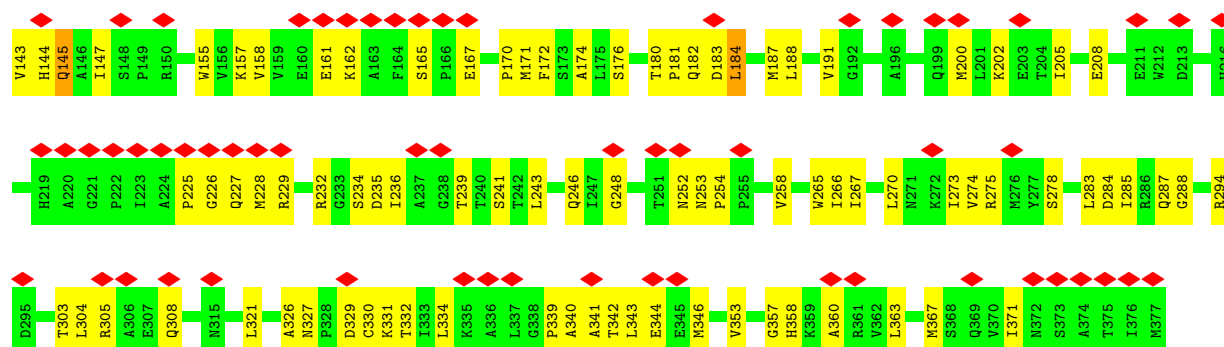 V143 H144 Q145 A146 I147 S148 P149 R150 W155 V156 K157 V158 V159 E160 E161 K162 A163 F164 S165 P166 E167 P170 M171 F172 S173 A174 L175 S176 T180 P181 Q182 D183 L184 M187 L188 V191 G192 A196 Q199 M200 L201 K202 E203 T204 I205 E208 E211 W212 D213
H219 A220 G221 P222 I223 A224 P225 G226 Q227 M228 R229 R232 G233 S234 D235 I236 A237 G238 T239 T240 S241 T242 L243 Q246 I247 G248 T251 N252 N253 P254 P255 V258 W265 I266 I267 L270 N271 K272 I273 V274 R275 M276 Y277 S278 L283 D284 I285 R286 Q287 G288 R294
D295 T303 L304 R305 A306 E307 Q308 N315 L321 A326 N327 P328 D329 C330 K331 T332 I333 L334 K335 A336 L337 G338 P339 A340 A341 T342 L343 E344 E345 M346 V353 G357 H358 K359 A360 R361 V362 L363 M367 S368 Q369 V370 I371 N372 S373 A374 T375 I376 M377